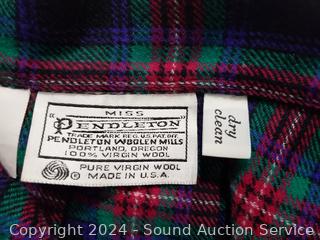 MISS
"PENDLETON"
TRADE MARK REG. U.S. PAT. OFF.
PENDLETON WOOLEN MILLS
PORTLAND, OREGON
100% VIRGIN WOOL
PURE VIRGIN WOOL
MADE IN U.S.A.
dry
clean
Copyright 2024 - Sound Auction Service